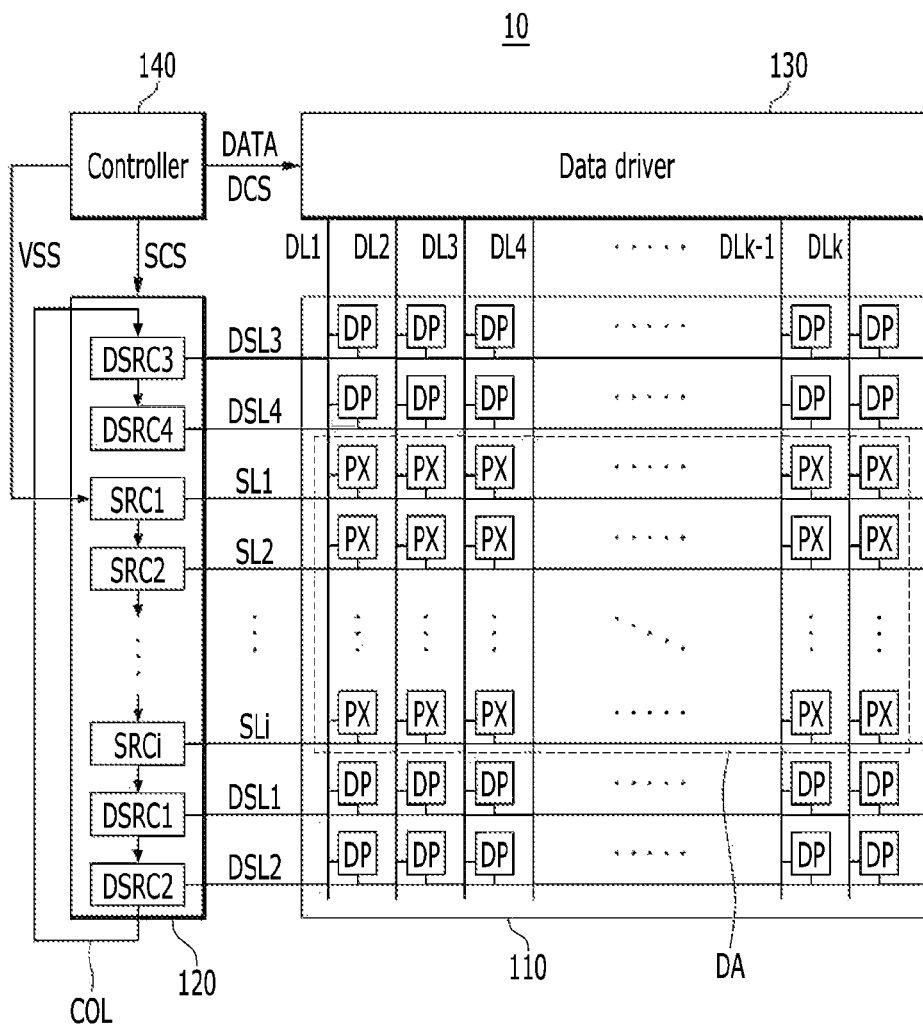 10
140
130
Controller
DATA
DCS
Data driver
VSS
SCS
DL1
DL2
DL3
DL4
DLk-1
DLk
DSRC3
DSL3
DP DP DP DP DP
DSRC4
DSL4
DP DP DP DP DP
SRC1
SL1
PX PX PX PX PX
SRC2
SL2
PX PX PX PX PX
SRCi
SLi
PX PX PX PX PX
DSRC1
DSL1
DP DP DP DP DP
DSRC2
DSL2
DP DP DP DP DP
COL
120
110
DA